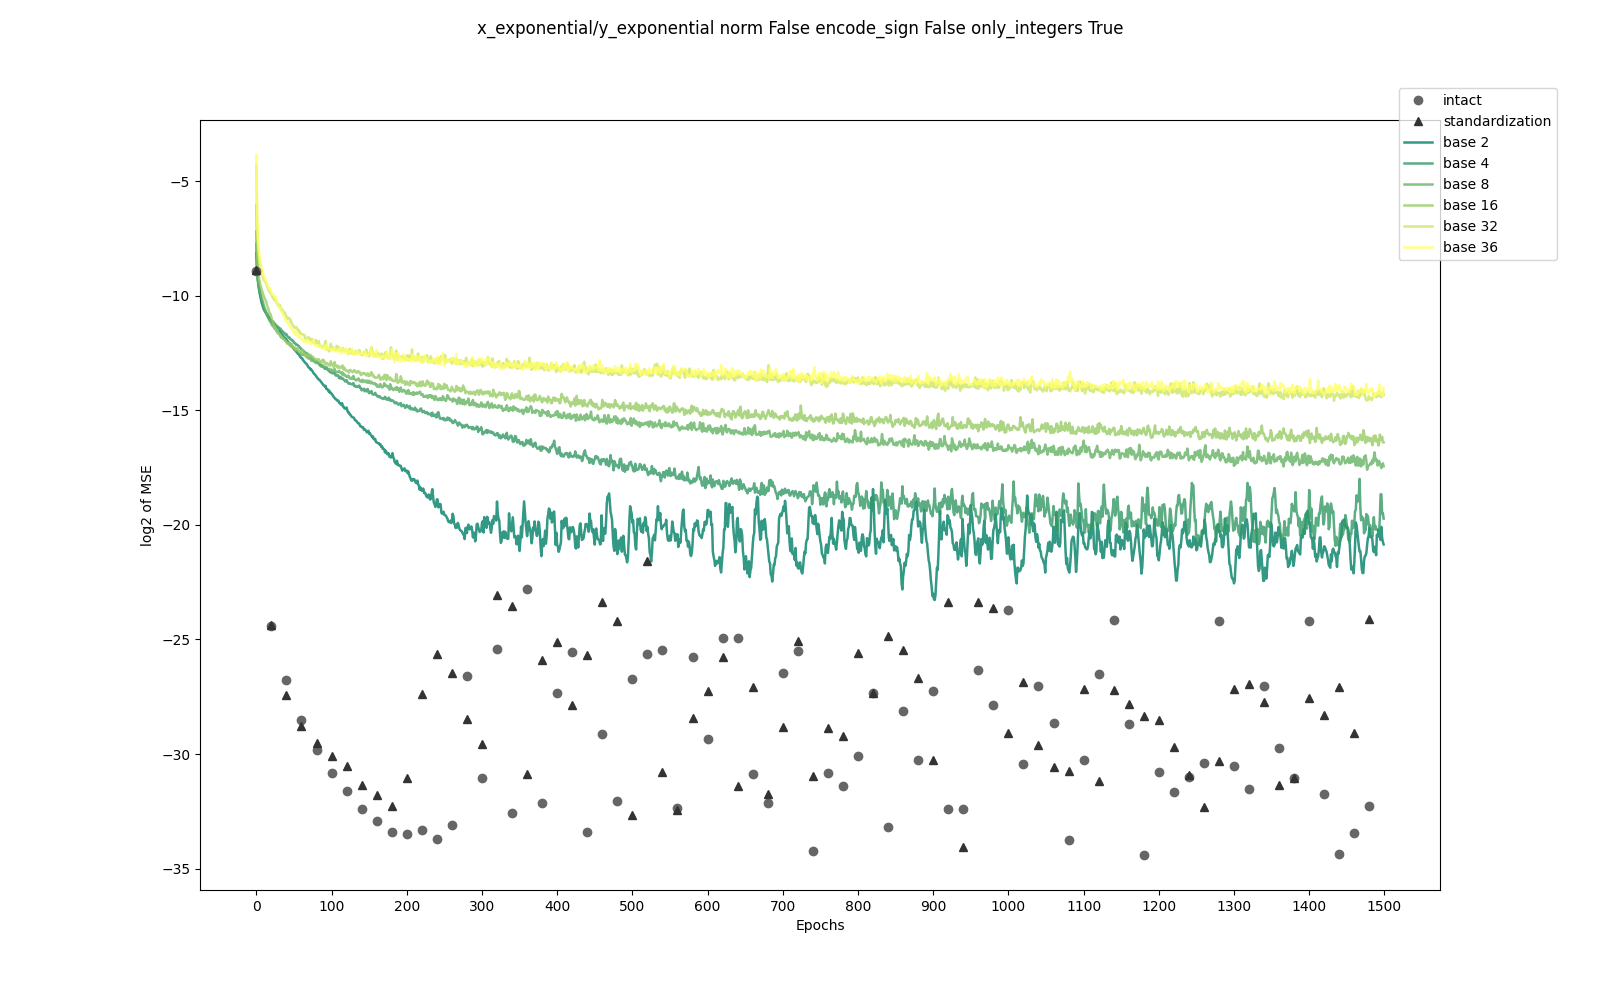 x_exponential/y_exponential norm False encode_sign False only_integers True
intact
standardization
base 2
base 4
base 8
base 16
base 32
base 36
log2 of MSE
−5
−10
−15
−20
−25
−30
−35
0 100 200 300 400 500 600 700 800 900 1000 1100 1200 1300 1400 1500
Epochs